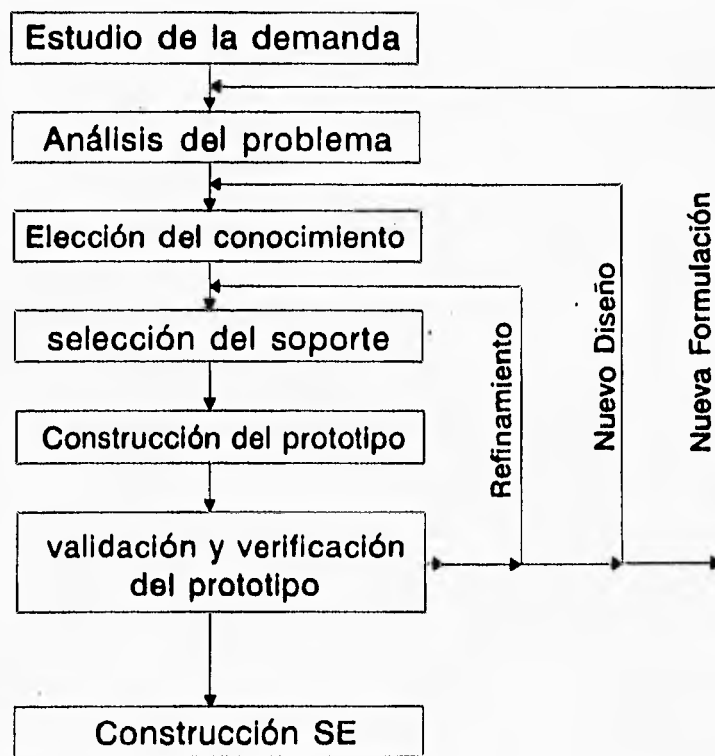 Estudio de la demanda
Análisis del problema
Elección del conocimiento
selección del soporte
Construcción del prototipo
validación y verificación
del prototipo
Construcción SE
Refinamiento
Nuevo Diseño
Nueva Formulación